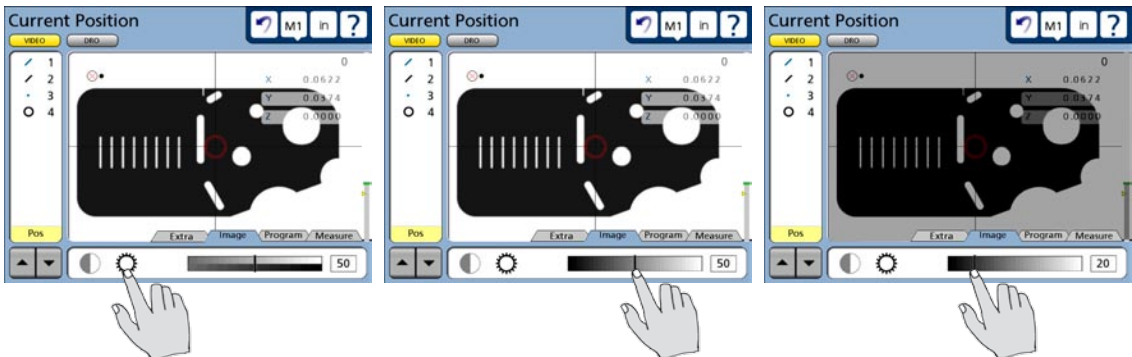 Current Position
M1 in ?
VIDEO DRO
1
2
3
4
0
X 0.0622
Y 0.0374
Z 0.0000
Pos
Extra Image Program Measure
50
Current Position
M1 in ?
VIDEO DRO
1
2
3
4
0
X 0.0622
Y 0.0374
Z 0.0000
Pos
Extra Image Program Measure
50
Current Position
M1 in ?
VIDEO DRO
1
2
3
4
0
X 0.0622
Y 0.0374
Z 0.0000
Pos
Extra Image Program Measure
20